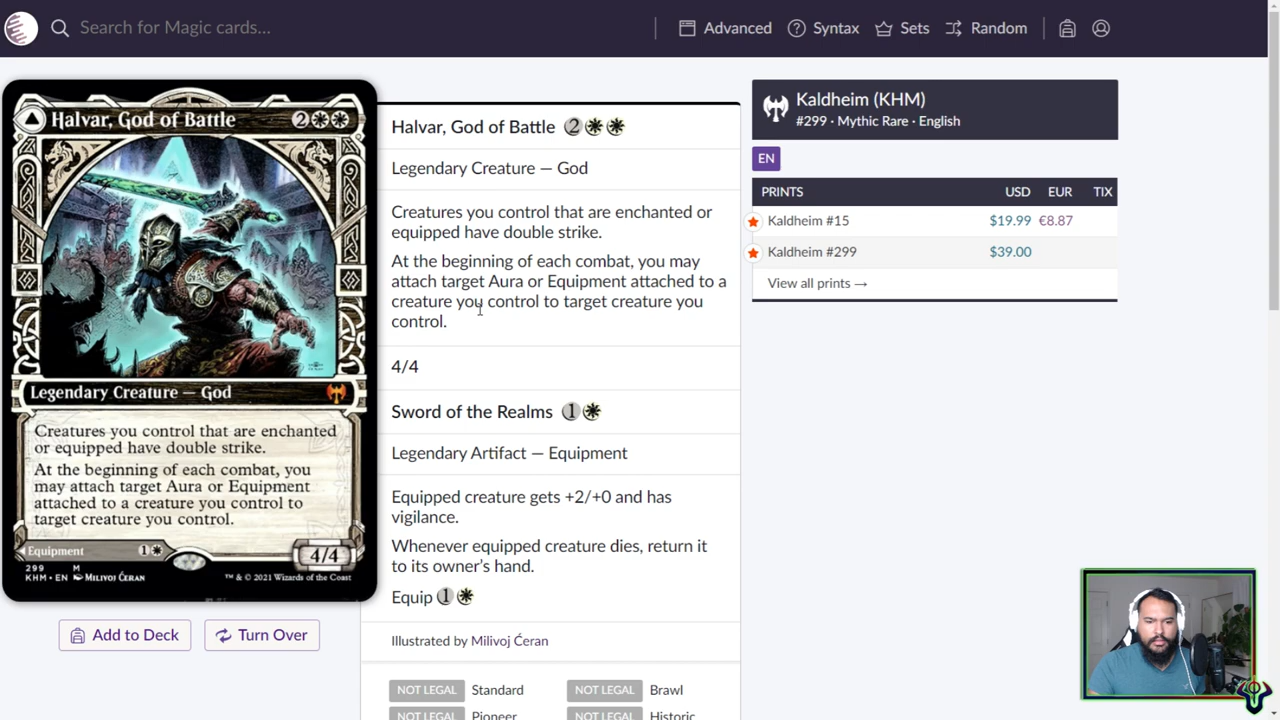 Search for Magic cards...
Advanced
Syntax
Sets
Random
Halvar, God of Battle 2
Legendary Creature — God
Creatures you control that are enchanted
or equipped have double strike.
At the beginning of each combat, you
may attach target Aura or Equipment
attached to a creature you control to
target creature you control.
Equipment 1
4/4
299 M
KHM • EN MILIVOJ ĆERAN
™ & © 2021 Wizards of the Coast
Add to Deck
Turn Over
Halvar, God of Battle 2
Legendary Creature — God
Creatures you control that are enchanted or
equipped have double strike.
At the beginning of each combat, you may
attach target Aura or Equipment attached to a
creature you control to target creature you
control.
4/4
Sword of the Realms 1
Legendary Artifact — Equipment
Equipped creature gets +2/+0 and has
vigilance.
Whenever equipped creature dies, return it
to its owner's hand.
Equip 1
Illustrated by Milivoj Ćeran
NOT LEGAL Standard NOT LEGAL Brawl
NOT LEGAL Pioneer NOT LEGAL Historic
Kaldheim (KHM)
#299 · Mythic Rare · English
EN
PRINTS USD EUR TIX
Kaldheim #15 $19.99 €8.87
Kaldheim #299 $39.00
View all prints →